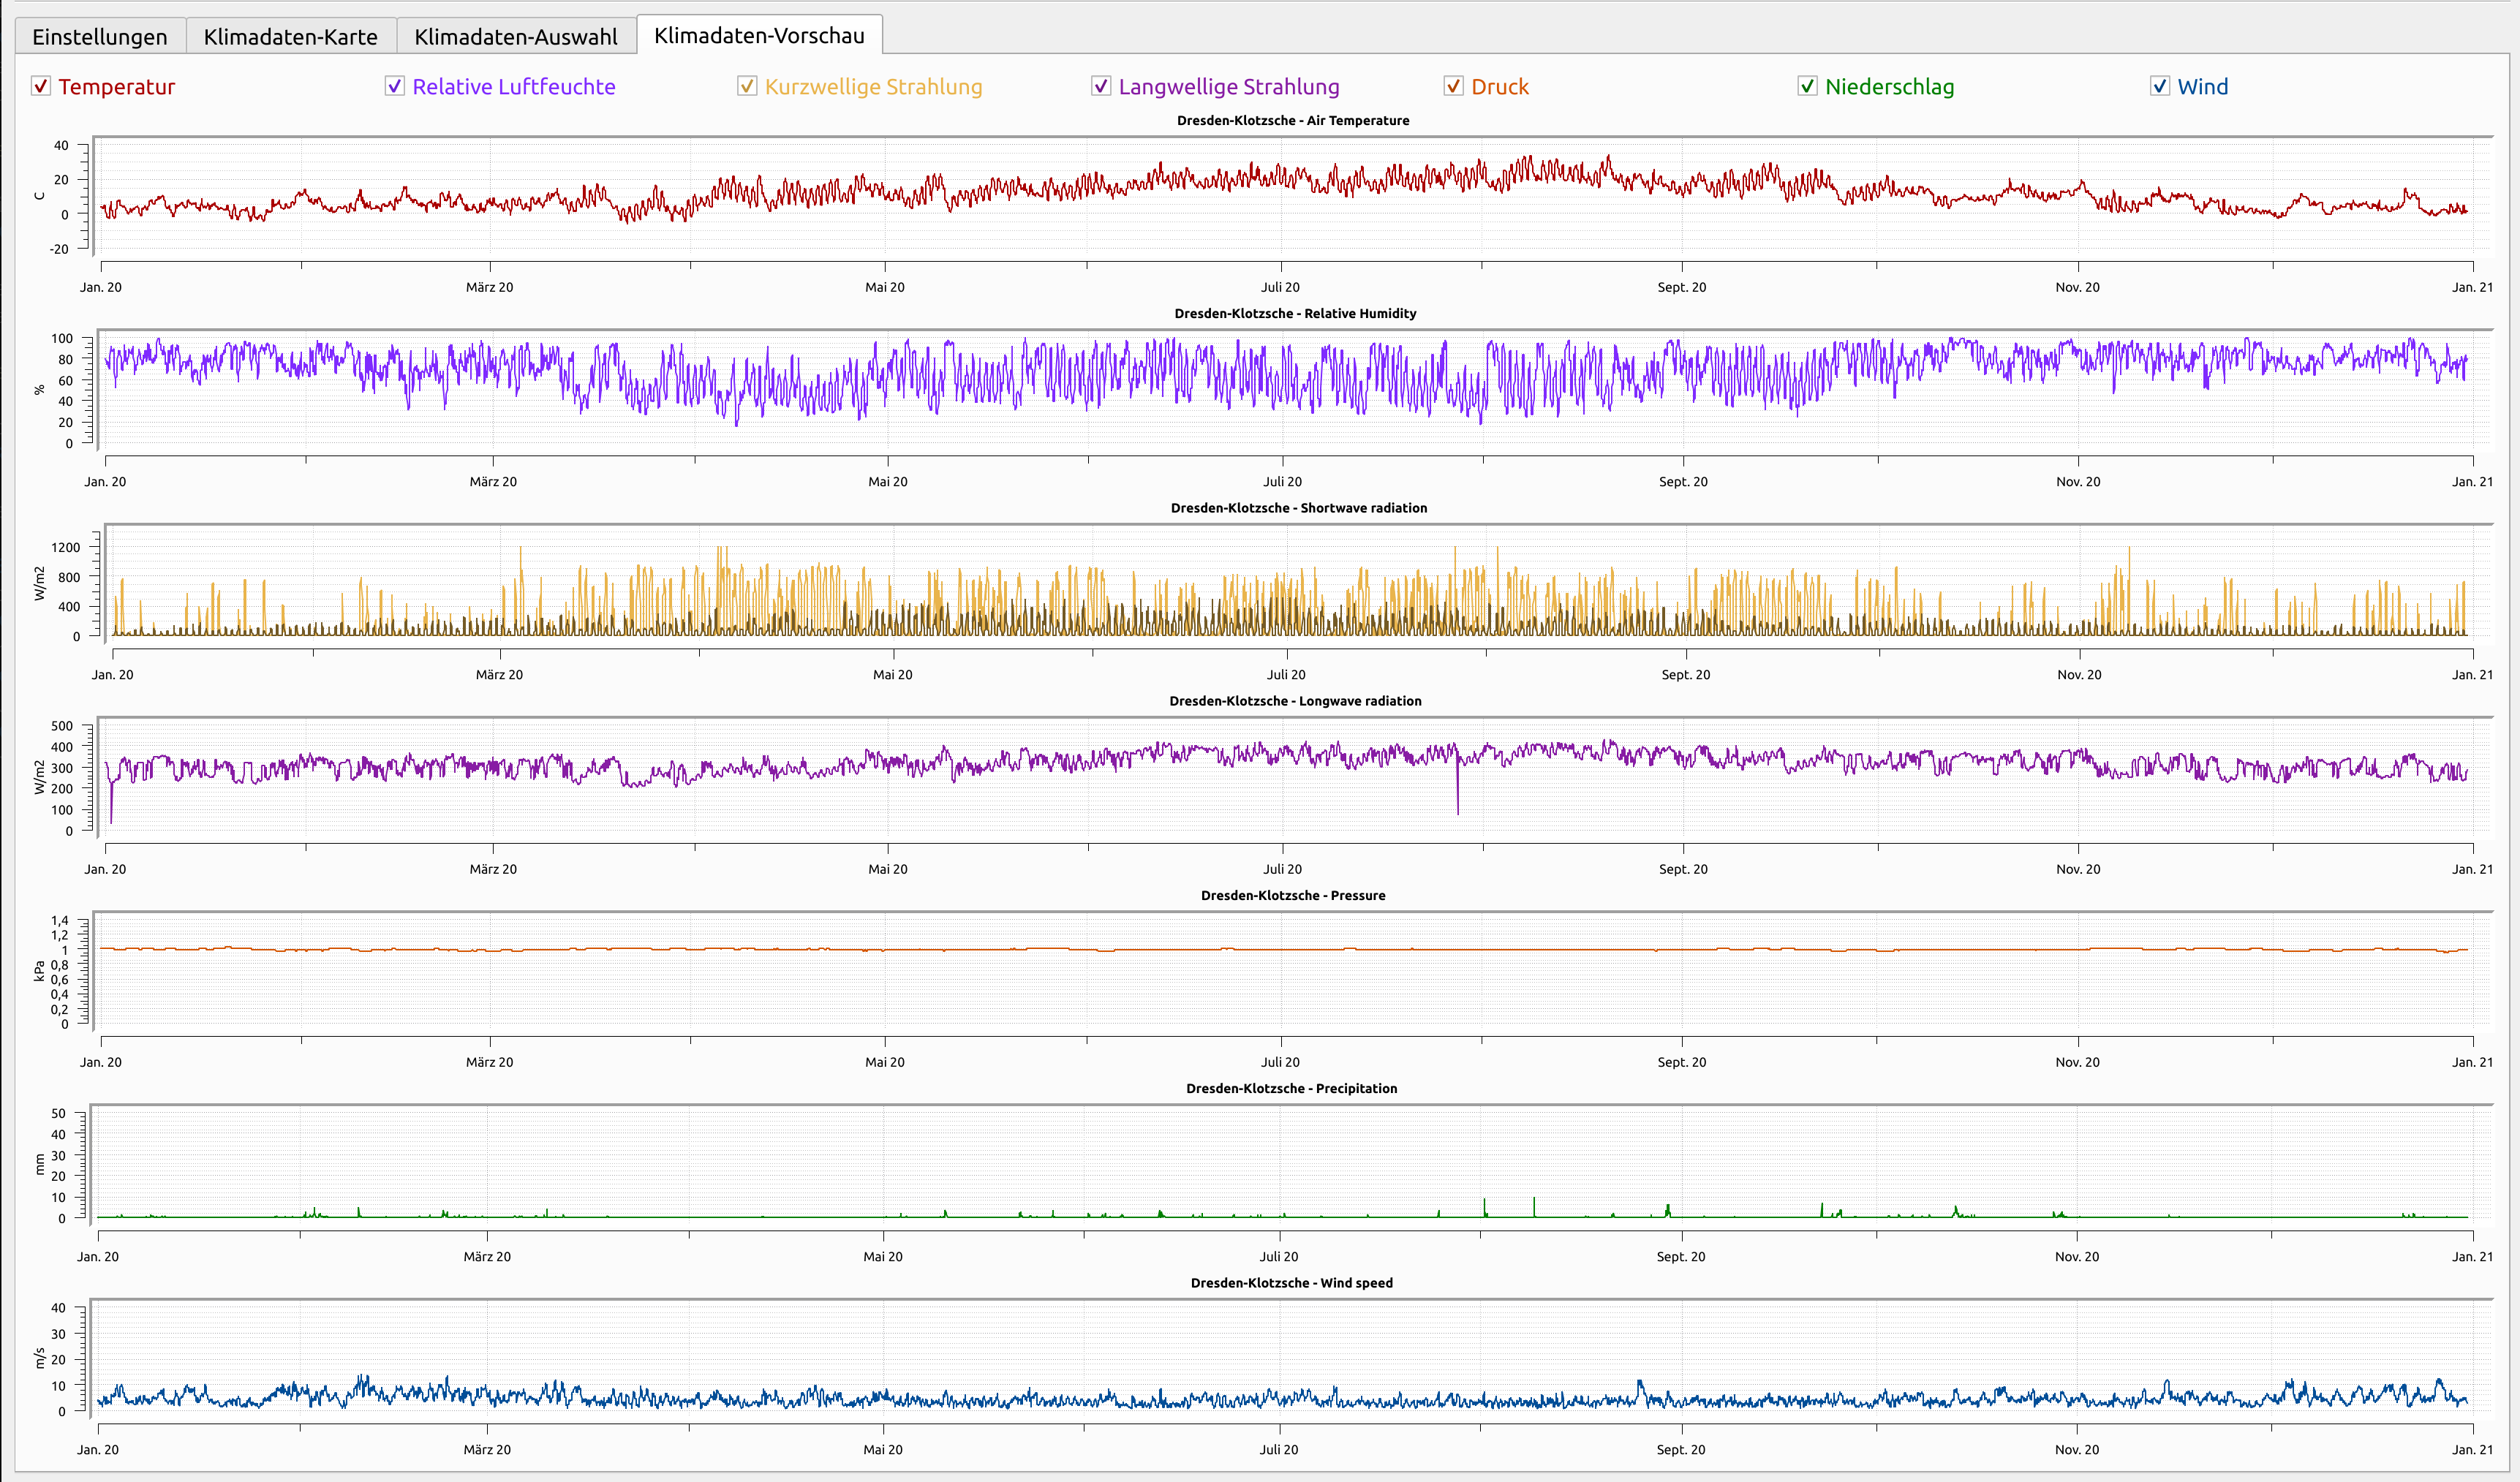 Einstellungen Klimadaten-Karte Klimadaten-Auswahl Klimadaten-Vorschau
Temperatur Relative Luftfeuchte Kurzwellige Strahlung Langwellige Strahlung Druck Niederschlag Wind
Dresden-Klotzsche - Air Temperature
40
20
0
-20
C
Jan. 20 März 20 Mai 20 Juli 20 Sept. 20 Nov. 20 Jan. 21
Dresden-Klotzsche - Relative Humidity
100
80
60
40
20
0
%
Jan. 20 März 20 Mai 20 Juli 20 Sept. 20 Nov. 20 Jan. 21
Dresden-Klotzsche - Shortwave radiation
1200
800
400
0
W/m2
Jan. 20 März 20 Mai 20 Juli 20 Sept. 20 Nov. 20 Jan. 21
Dresden-Klotzsche - Longwave radiation
500
400
300
200
100
0
W/m2
Jan. 20 März 20 Mai 20 Juli 20 Sept. 20 Nov. 20 Jan. 21
Dresden-Klotzsche - Pressure
1,4
1,2
1
0,8
0,6
0,4
0,2
0
kPa
Jan. 20 März 20 Mai 20 Juli 20 Sept. 20 Nov. 20 Jan. 21
Dresden-Klotzsche - Precipitation
50
40
30
20
10
0
mm
Jan. 20 März 20 Mai 20 Juli 20 Sept. 20 Nov. 20 Jan. 21
Dresden-Klotzsche - Wind speed
40
30
20
10
0
m/s
Jan. 20 März 20 Mai 20 Juli 20 Sept. 20 Nov. 20 Jan. 21